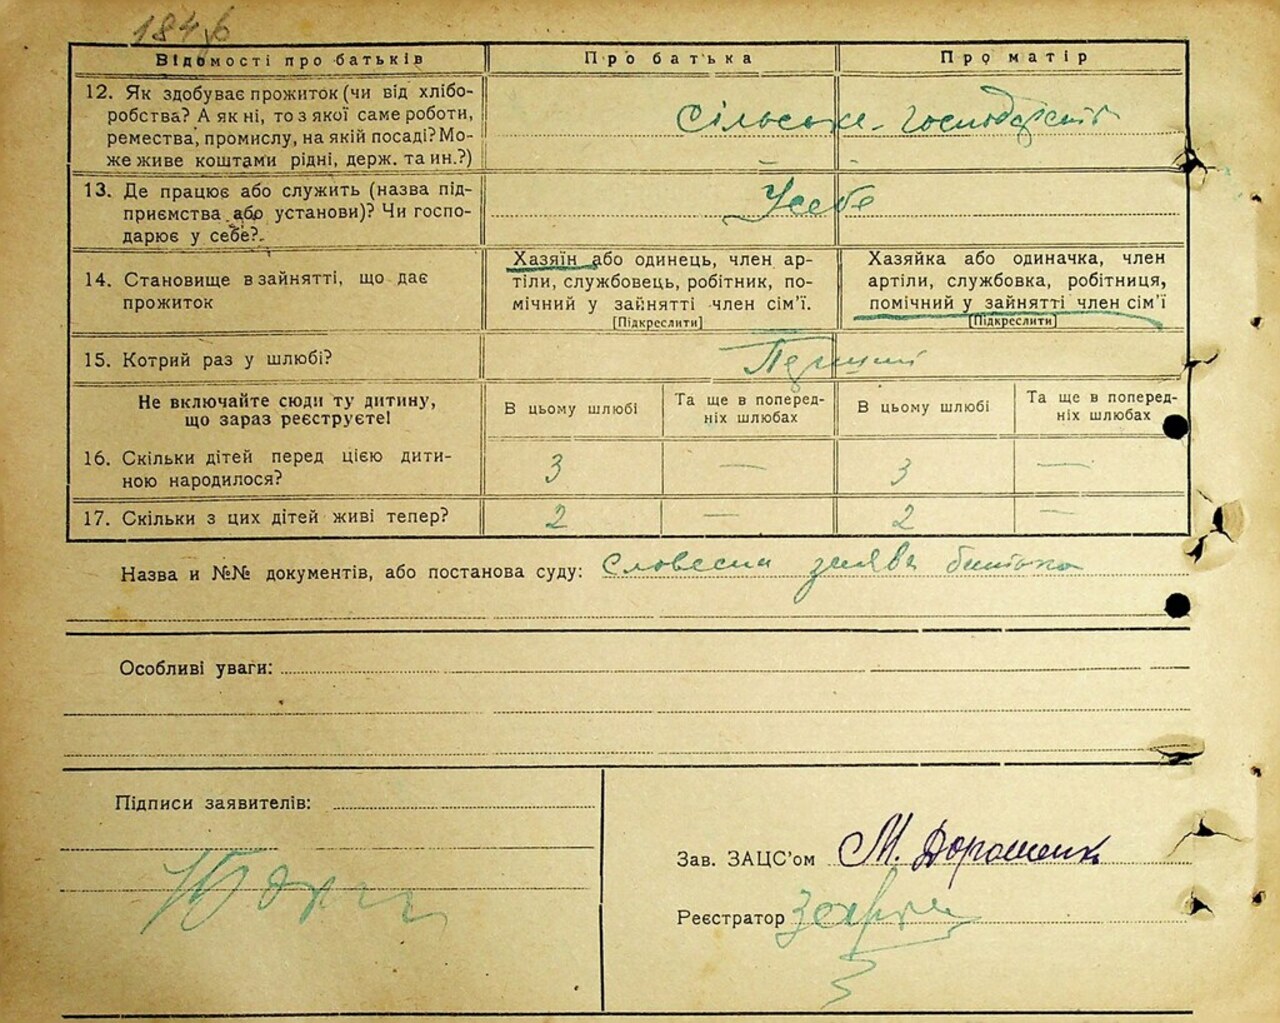 184
Відомості про батьків
Про батька
Про матір
12. Як здобуває прожиток (чи від хлібо-
робства? А як ні, то з якої саме роботи,
ремества, промислу, на якій посаді? Мо-
же живе коштами рідні, держ. та ин.?)
Сільське-господарств
13. Де працює або служить (назва під-
приємства або установи)? Чи госпо-
дарює у себе?
У себе
14. Становище в зайнятті, що дає
прожиток
Хазяїн або одинець, член ар-
тіли, службовець, робітник, по-
мічний у зайнятті член сім'ї.
[Підкреслити]
Хазяйка або одиначка, член
артіли, службовка, робітниця,
помічний у зайнятті член сім'ї
[Підкреслити]
15. Котрий раз у шлюбі?
Перший
Не включайте сюди ту дитину,
що зараз реєструєте!
В цьому шлюбі
Та ще в поперед-
ніх шлюбах
В цьому шлюбі
Та ще в поперед-
ніх шлюбах
16. Скільки дітей перед цією дити-
ною народилося?
3 — 3 —
17. Скільки з цих дітей живі тепер?
2 — 2 —
Назва и №№ документів, або постанова суду: Словесна заява батька
Особливі уваги:
Підписи заявителів:
Зав. ЗАЦС'ом М. Дорошенко
Реєстратор